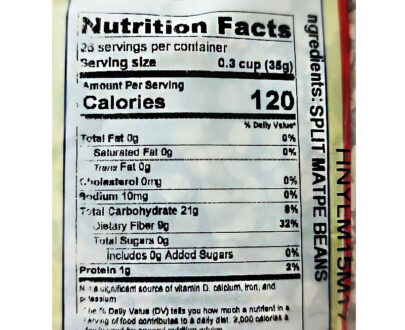 Nutrition Facts
26 servings per container
Serving size 0.3 cup (35g)
Amount Per Serving
Calories 120
% Daily Value*
Total Fat 0g 0%
Saturated Fat 0g 0%
Trans Fat 0g
Cholesterol 0mg 0%
Sodium 10mg 0%
Total Carbohydrate 21g 8%
Dietary Fiber 9g 32%
Total Sugars 0g
Includes 0g Added Sugars 0%
Protein 1g 2%
significant source of vitamin D, calcium, iron, and
potassium
% Daily Value (DV) tells you how much a nutrient in a
serving of food contributes to a daily diet. 2,000 calories a
ngredients: SPLIT MATPE BEANS